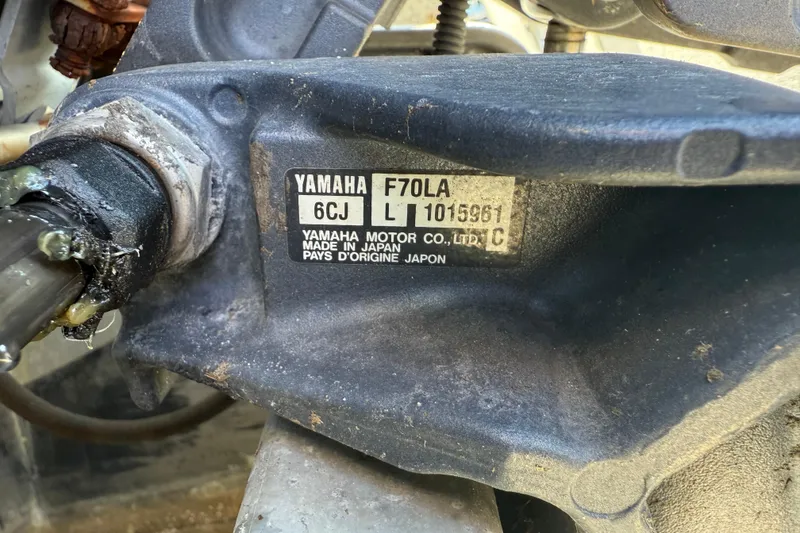 YAMAHA F70LA
6CJ L 1015961
YAMAHA MOTOR CO., LTD. C
MADE IN JAPAN
PAYS D'ORIGINE JAPON